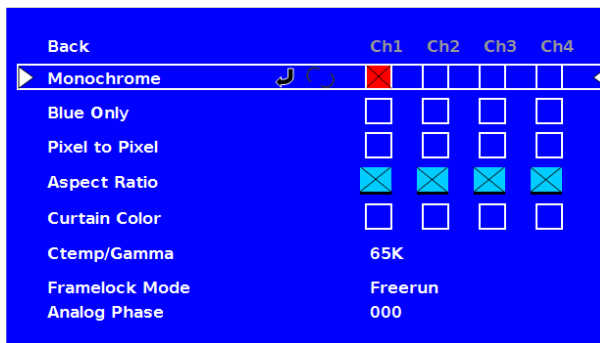 Back Ch1 Ch2 Ch3 Ch4
Monochrome
Blue Only
Pixel to Pixel
Aspect Ratio
Curtain Color
Ctemp/Gamma 65K
Framelock Mode Freerun
Analog Phase 000